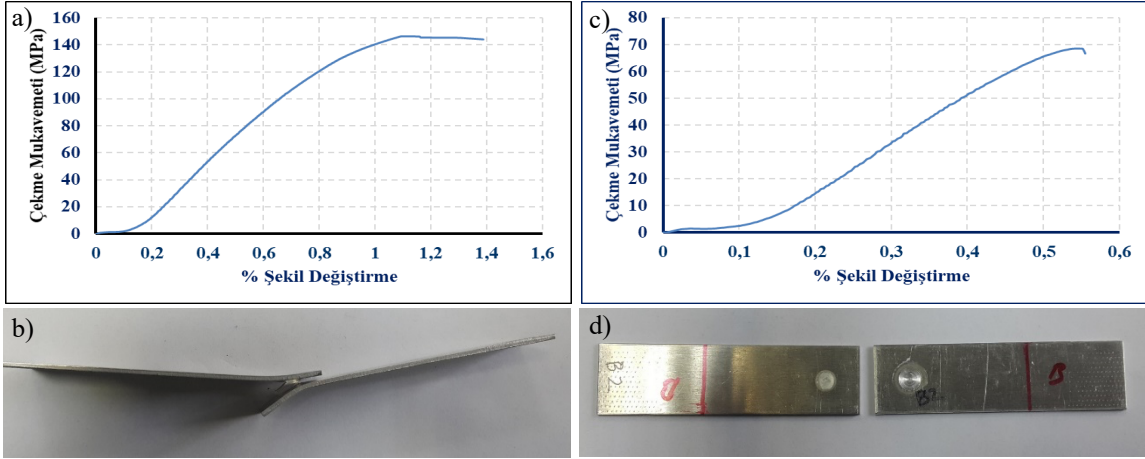 a)
Çekme Mukavemeti (MPa)
160
140
120
100
80
60
40
20
0
0 0,2 0,4 0,6 0,8 1 1,2 1,4 1,6
% Şekil Değiştirme
c)
Çekme Mukavemeti (MPa)
80
70
60
50
40
30
20
10
0
0 0,1 0,2 0,3 0,4 0,5 0,6
% Şekil Değiştirme
b)
d)
B2
B
B2
B